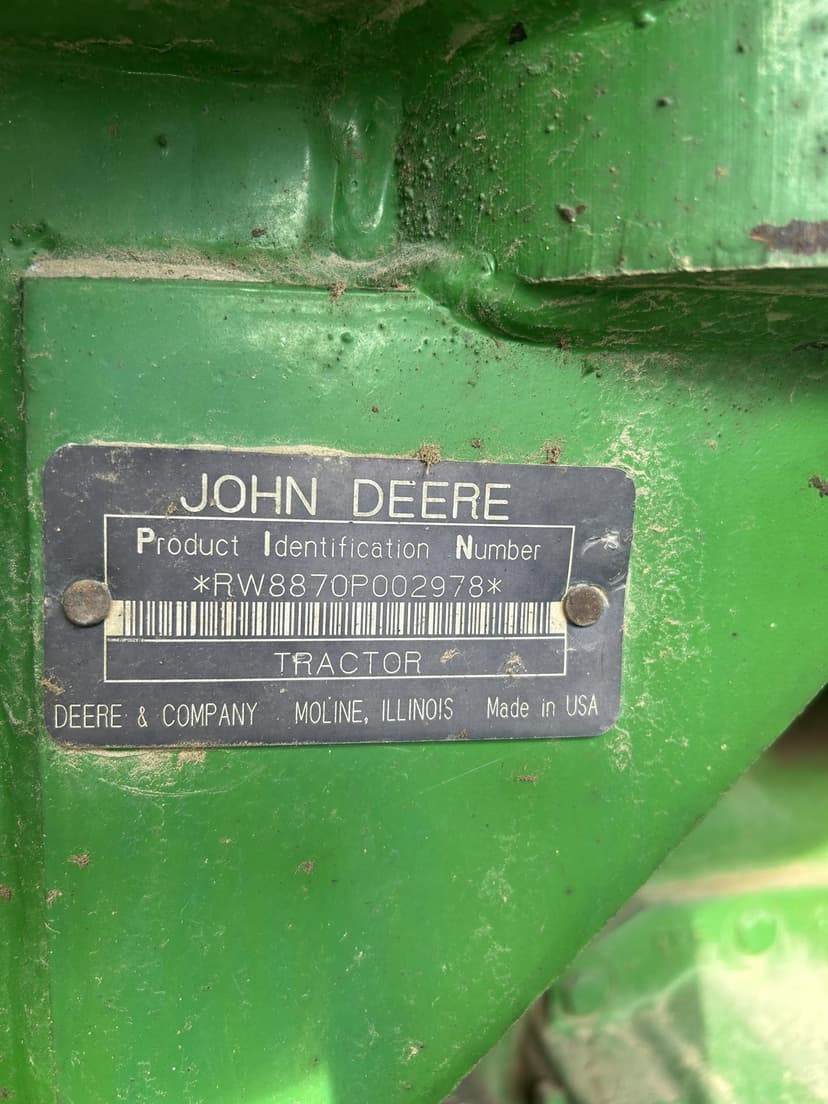 JOHN DEERE
Product Identification Number
*RW8870P002978*
TRACTOR
DEERE & COMPANY MOLINE, ILLINOIS Made in USA